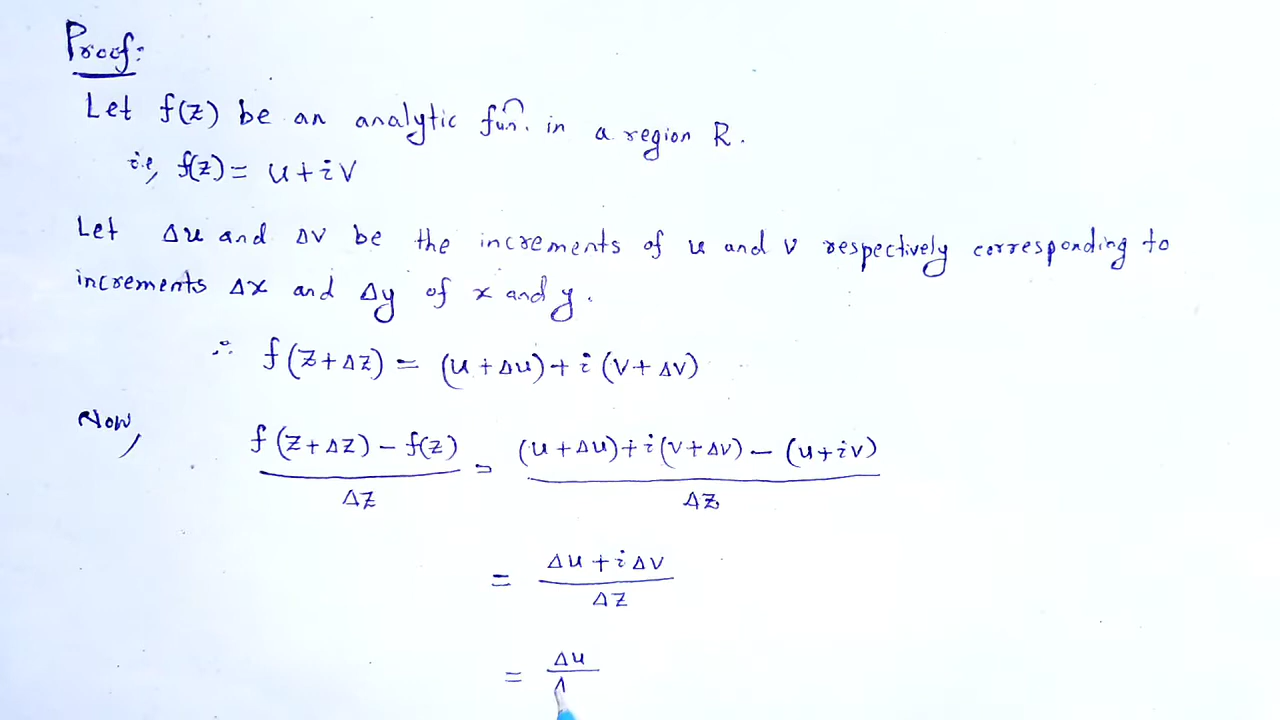 Proof:
Let f(z) be an analytic fun. in a region R.
i.e, f(z) = u + iv
Let Δu and Δv be the increments of u and v respectively corresponding to
increments Δx and Δy of x and y.
∴ f(z+Δz) = (u+Δu) + i(v+Δv)
Now, (f(z+Δz) - f(z))/Δz = ((u+Δu) + i(v+Δv) - (u+iv))/Δz
= (Δu + iΔv)/Δz
= Δu/Δ